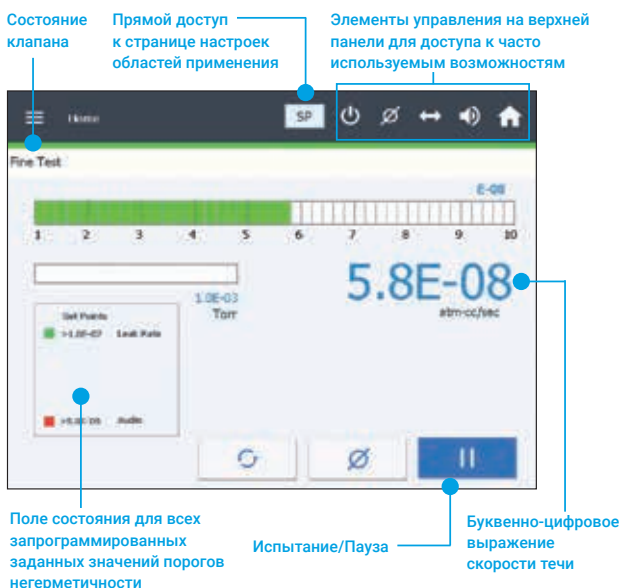 Состояние
клапана
Прямой доступ
к странице настроек
областей применения
Элементы управления на верхней
панели для доступа к часто
используемым возможностям
Home
SP
Fine Test
E-08
1 2 3 4 5 6 7 8 9 10
5.8E-08
atm-cc/sec
1.0E-03
Torr
Set Points
>1.0E-07 Leak Rate
Audio
Поле состояния для всех
запрограммированных
заданных значений порогов
негерметичности
Испытание/Пауза
Буквенно-цифровое
выражение
скорости течи